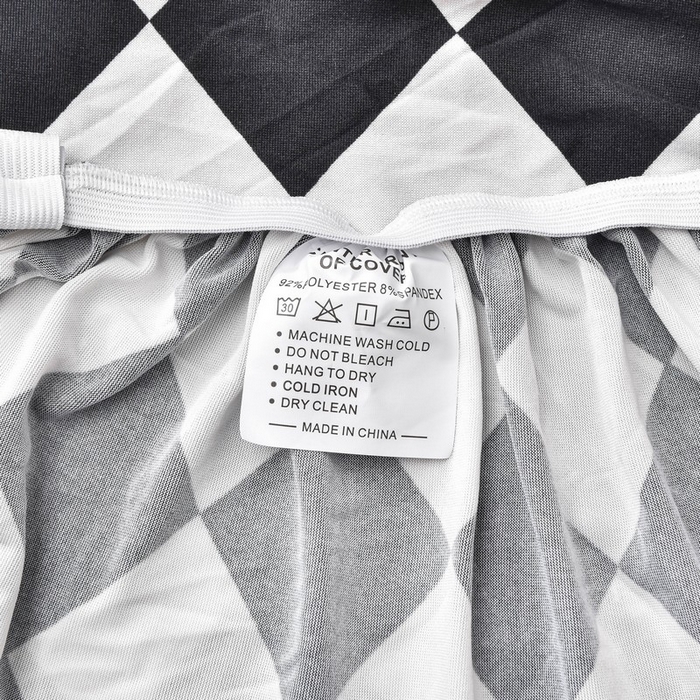 OF COVER
92%POLYESTER 8%SPANDEX
30
P
• MACHINE WASH COLD
• DO NOT BLEACH
• HANG TO DRY
• COLD IRON
• DRY CLEAN
MADE IN CHINA